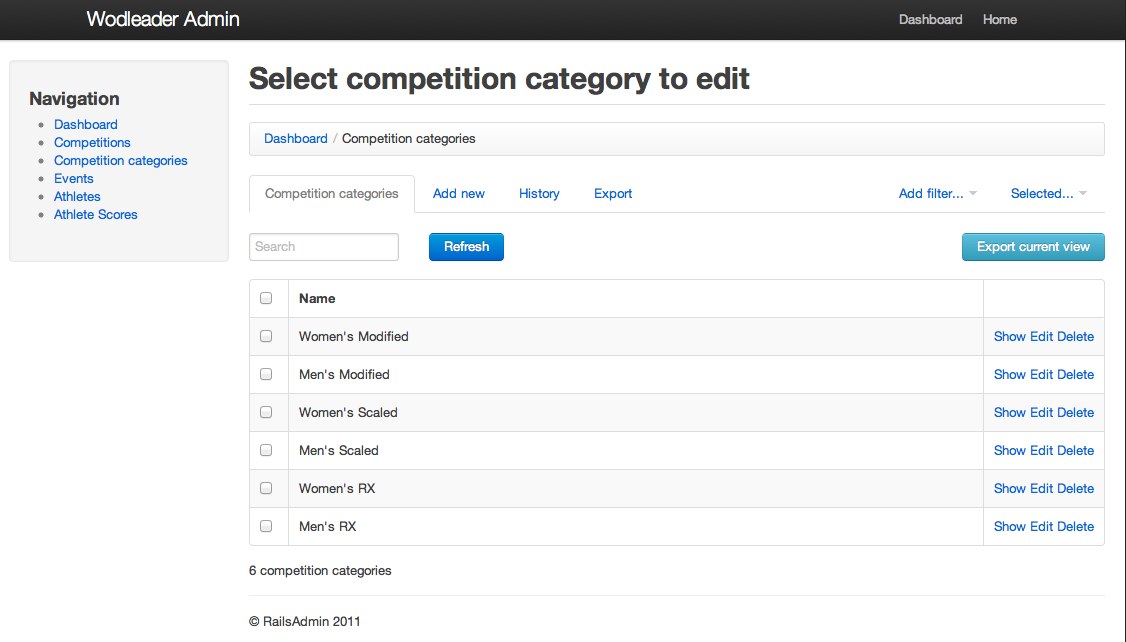 Wodleader Admin Dashboard Home
Navigation
Dashboard
Competitions
Competition categories
Events
Athletes
Athlete Scores
Select competition category to edit
Dashboard / Competition categories
Competition categories Add new History Export Add filter... Selected...
Search Refresh Export current view
Name
Women's Modified Show Edit Delete
Men's Modified Show Edit Delete
Women's Scaled Show Edit Delete
Men's Scaled Show Edit Delete
Women's RX Show Edit Delete
Men's RX Show Edit Delete
6 competition categories
© RailsAdmin 2011